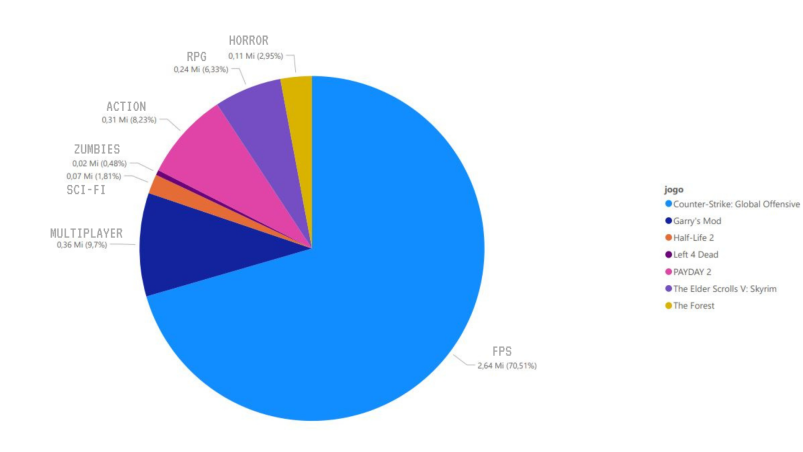 HORROR
0,11 Mi (2,95%)
RPG
0,24 Mi (6,33%)
ACTION
0,31 Mi (8,23%)
ZUMBIES
0,02 Mi (0,48%)
0,07 Mi (1,81%)
SCI-FI
MULTIPLAYER
0,36 Mi (9,7%)
FPS
2,64 Mi (70,51%)
jogo
Counter-Strike: Global Offensive
Garry's Mod
Half-Life 2
Left 4 Dead
PAYDAY 2
The Elder Scrolls V: Skyrim
The Forest